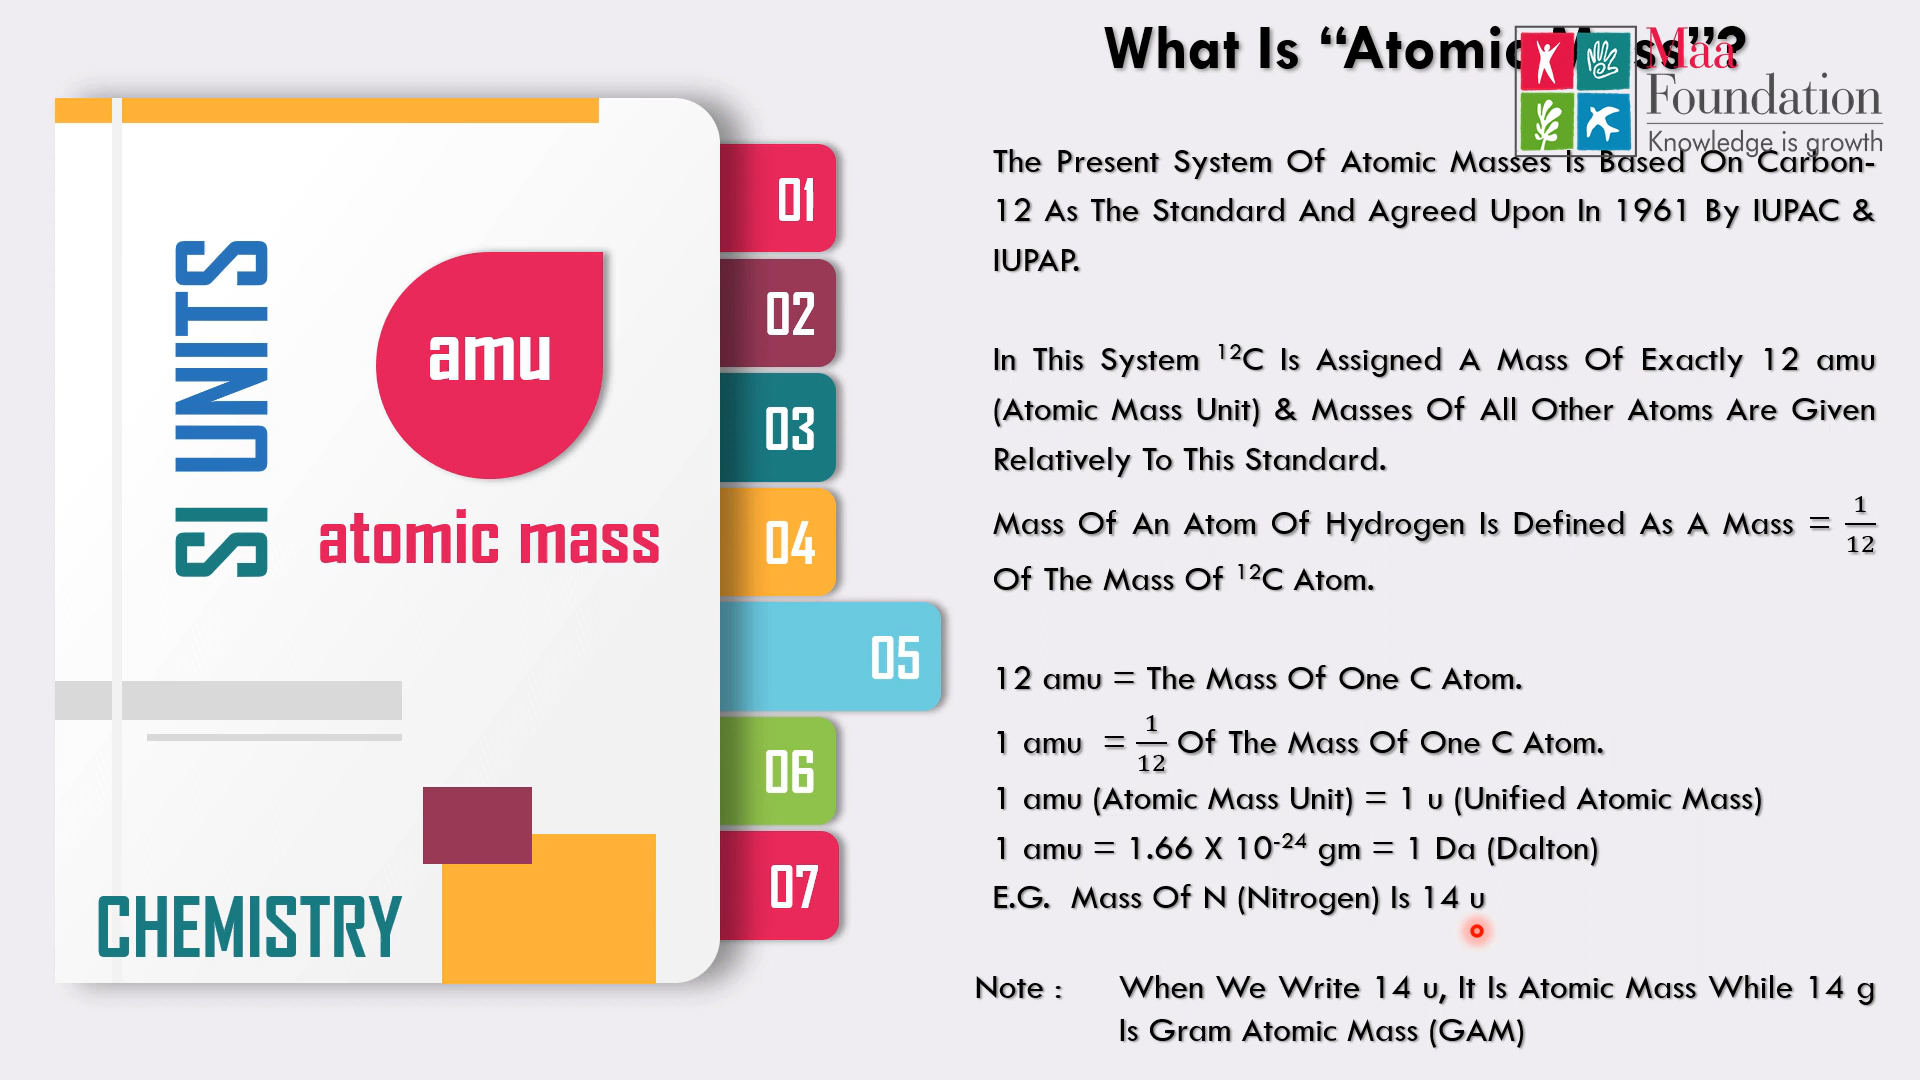 What Is “Atomic Mass”?
Maa
Foundation
Knowledge is growth
SI UNITS
amu
atomic mass
CHEMISTRY
01
02
03
04
05
06
07
The Present System Of Atomic Masses Is Based On Carbon-
12 As The Standard And Agreed Upon In 1961 By IUPAC &
IUPAP.
In This System ¹²C Is Assigned A Mass Of Exactly 12 amu
(Atomic Mass Unit) & Masses Of All Other Atoms Are Given
Relatively To This Standard.
Mass Of An Atom Of Hydrogen Is Defined As A Mass = 1/12
Of The Mass Of ¹²C Atom.
12 amu = The Mass Of One C Atom.
1 amu = 1/12 Of The Mass Of One C Atom.
1 amu (Atomic Mass Unit) = 1 u (Unified Atomic Mass)
1 amu = 1.66 X 10⁻²⁴ gm = 1 Da (Dalton)
E.G. Mass Of N (Nitrogen) Is 14 u
Note : When We Write 14 u, It Is Atomic Mass While 14 g
Is Gram Atomic Mass (GAM)